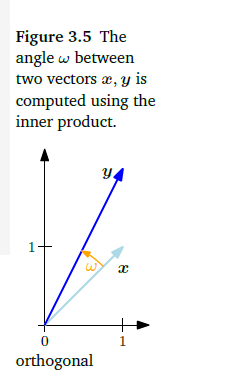 Figure 3.5 The
angle ω between
two vectors x, y is
computed using the
inner product.
y
1
ω x
0 1
orthogonal